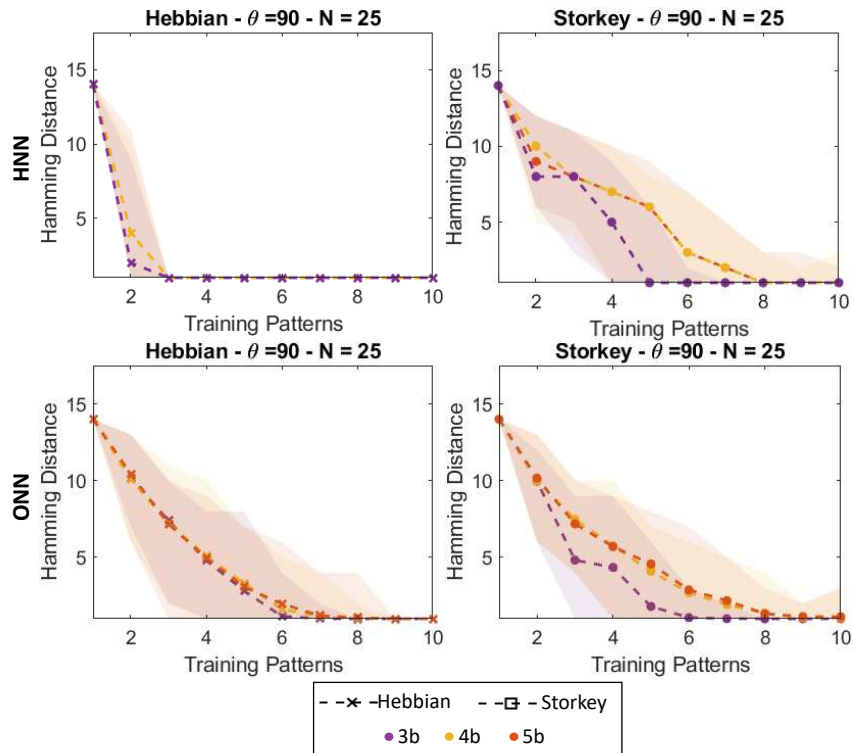 Hebbian - θ =90 - N = 25
Storkey - θ =90 - N = 25
HNN
Hamming Distance
15
10
5
2 4 6 8 10
Training Patterns
Hamming Distance
15
10
5
2 4 6 8 10
Training Patterns
Hebbian - θ =90 - N = 25
Storkey - θ =90 - N = 25
ONN
Hamming Distance
15
10
5
2 4 6 8 10
Training Patterns
Hamming Distance
15
10
5
2 4 6 8 10
Training Patterns
Hebbian Storkey
3b 4b 5b